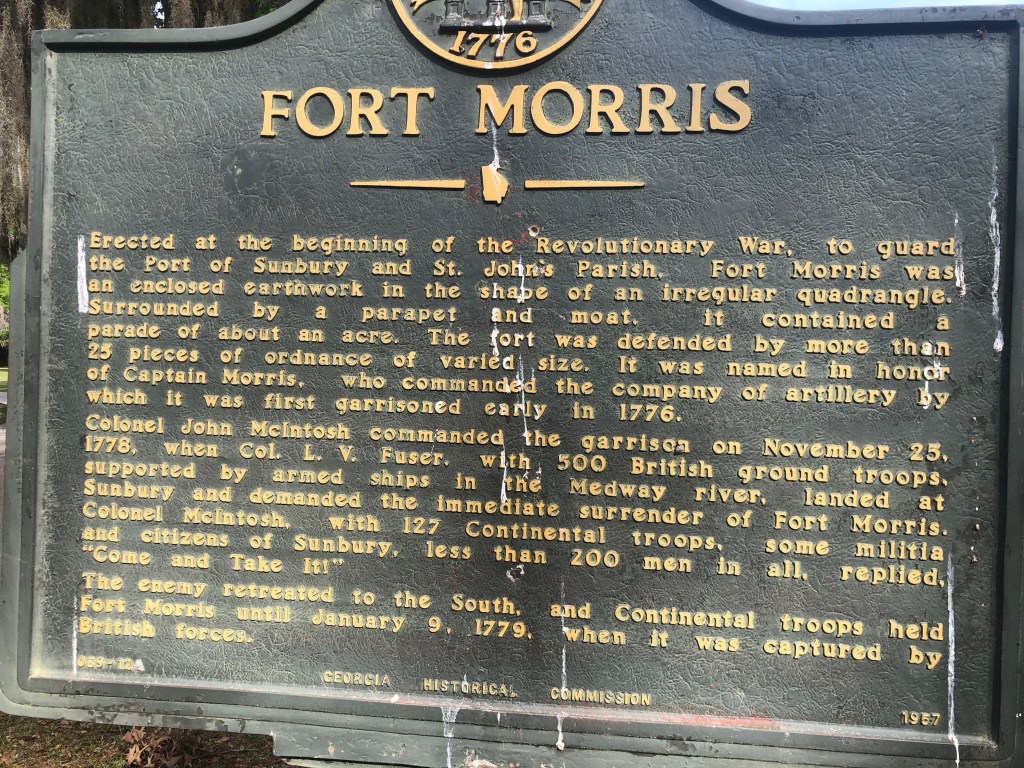 1776
FORT MORRIS
Erected at the beginning of the Revolutionary War, to guard
the Port of Sunbury and St. John's Parish, Fort Morris was
an enclosed earthwork in the shape of an irregular quadrangle.
Surrounded by a parapet and moat, it contained a
parade of about an acre. The fort was defended by more than
25 pieces of ordnance of varied size. It was named in honor
of Captain Morris, who commanded the company of artillery by
which it was first garrisoned early in 1776.
Colonel John McIntosh commanded the garrison on November 25,
1778, when Col. L. V. Fuser, with 500 British ground troops,
supported by armed ships in the Medway river, landed at
Sunbury and demanded the immediate surrender of Fort Morris.
Colonel McIntosh, with 127 Continental troops, some militia
and citizens of Sunbury, less than 200 men in all, replied,
"Come and Take It!"
The enemy retreated to the South, and Continental troops held
Fort Morris until January 9, 1779, when it was captured by
British forces.
089-12A
GEORGIA HISTORICAL COMMISSION
1957